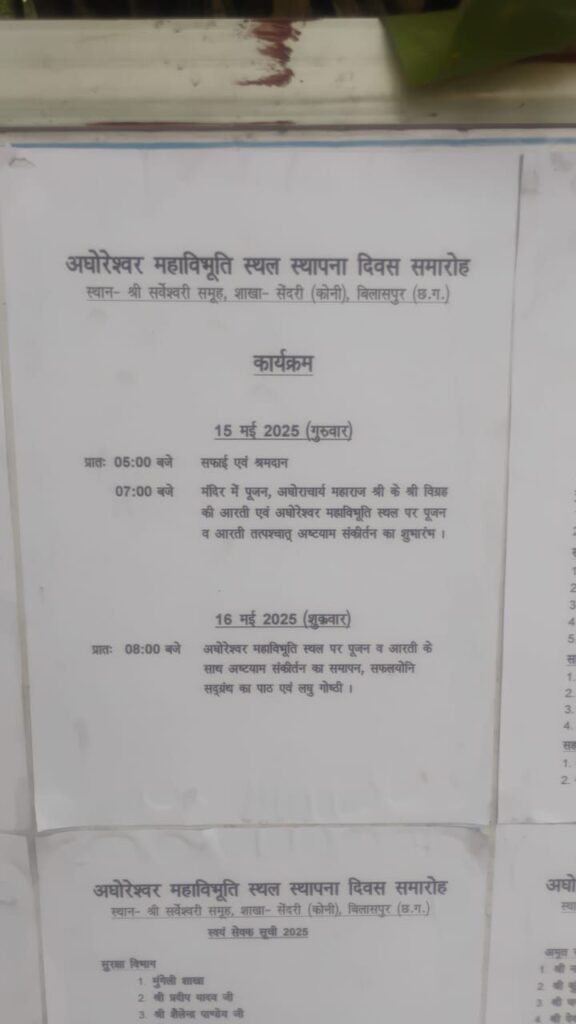 अघोरेश्वर महाविभूति स्थल स्थापना दिवस समारोह
स्थान- श्री सर्वेश्वरी समूह, शाखा- सेंदरी (कोनी), बिलासपुर (छ.ग.)
कार्यक्रम
15 मई 2025 (गुरुवार)
प्रातः 05:00 बजे सफाई एवं श्रमदान
07:00 बजे मंदिर में पूजन, अघोराचार्य महाराज श्री के श्री विग्रह
की आरती एवं अघोरेश्वर महाविभूति स्थल पर पूजन
व आरती तत्पश्चात् अष्टयाम संकीर्तन का शुभारंभ ।
16 मई 2025 (शुक्रवार)
प्रातः 08:00 बजे अघोरेश्वर महाविभूति स्थल पर पूजन व आरती के
साथ अष्टयाम संकीर्तन का समापन, सफलयोनि
सद्ग्रंथ का पाठ एवं लघु गोष्ठी ।
अघोरेश्वर महाविभूति स्थल स्थापना दिवस समारोह
स्थान- श्री सर्वेश्वरी समूह, शाखा- सेंदरी (कोनी), बिलासपुर (छ.ग.)
स्वयं सेवक सूची 2025
सुरक्षा विभाग
1. मुंगेली शाखा
2. श्री प्रदीप यादव जी
3. श्री शैलेन्द्र पाण्डेय जी